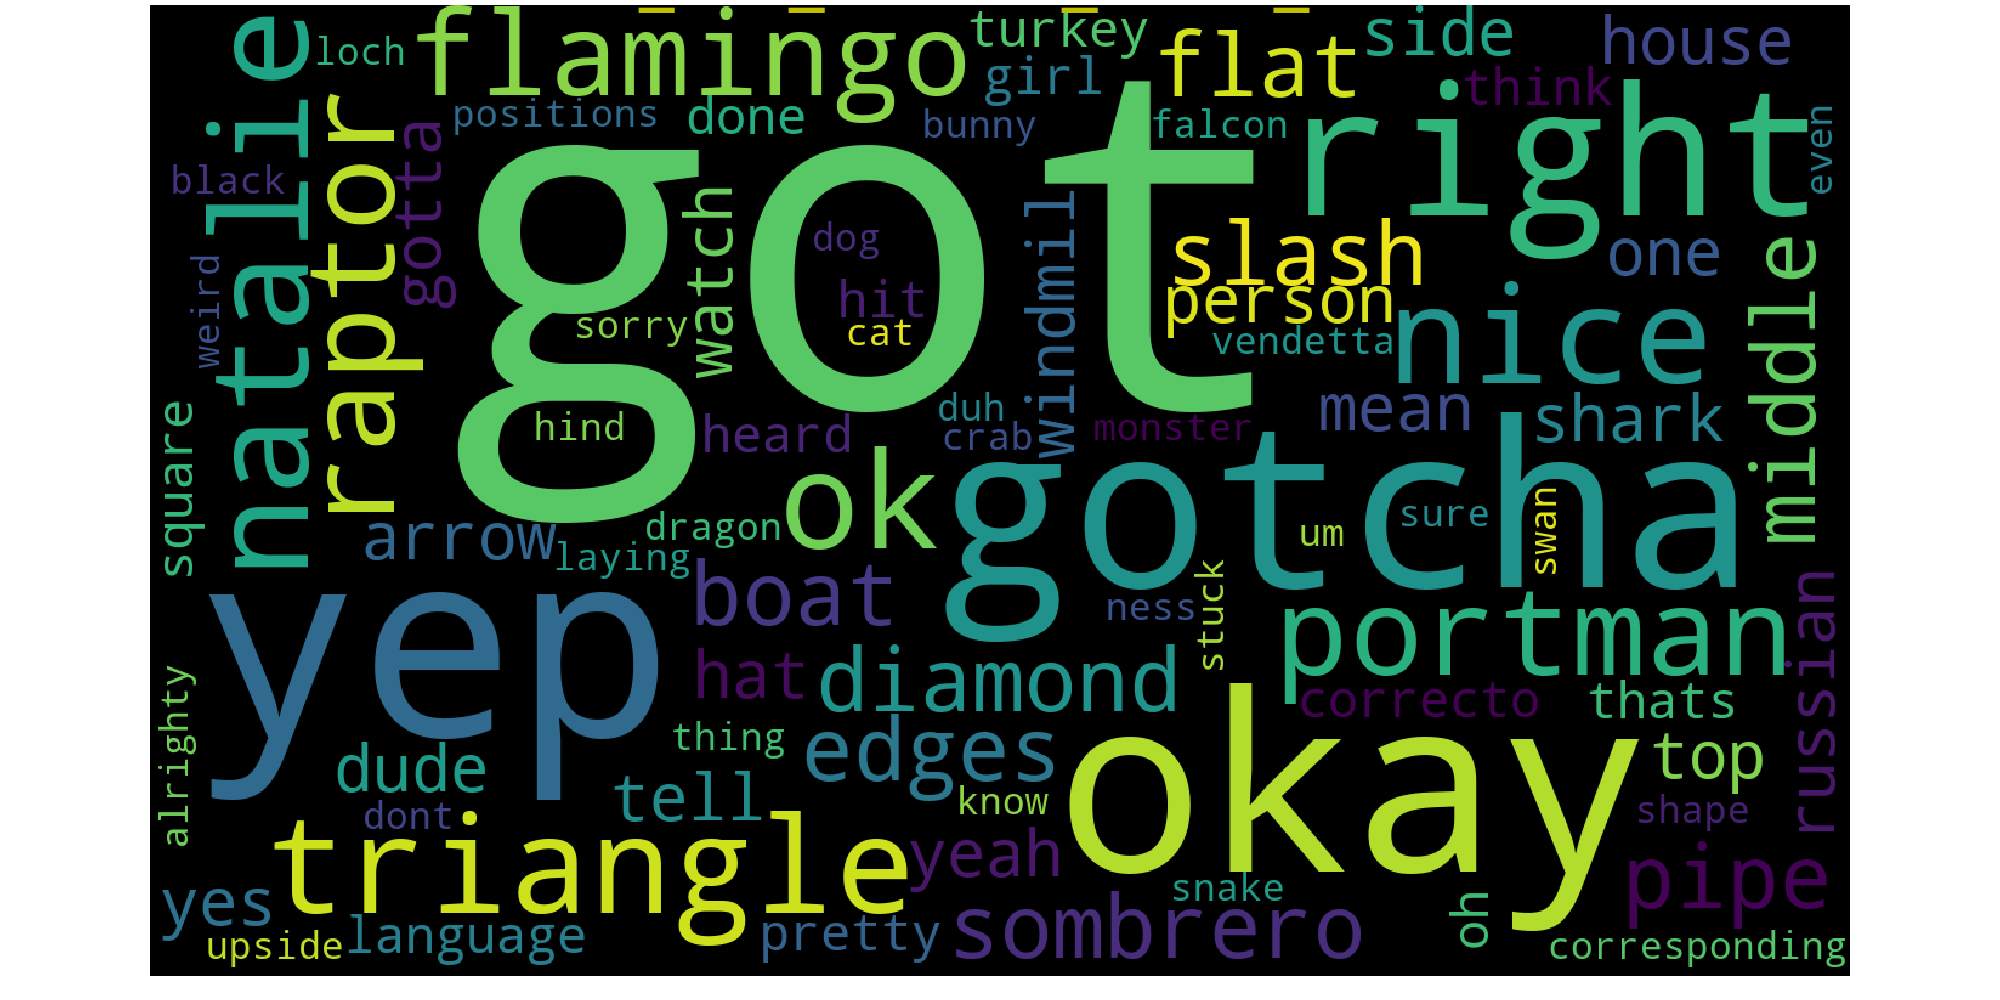 loch
flamingo
turkey
flat
side
house
natalie
girl
think
positions
done
bunny
falcon
right
even
raptor
gotta
got
black
watch
windmil
dog
slash
one
middle
weird
hit
person
nice
sorry
cat
vendetta
square
hind
heard
duh
crab
monster
mean
shark
arrow
dragon
ok
gotcha
sure
um
swan
laying
boat
ness
stuck
portman
russian
yep
hat
diamond
correcto
thats
alrighty
dude
thing
edges
okay
top
dont
tell
know
shape
triangle
yeah
snake
pipe
yes
language
pretty
sombrero
oh
upside
corresponding